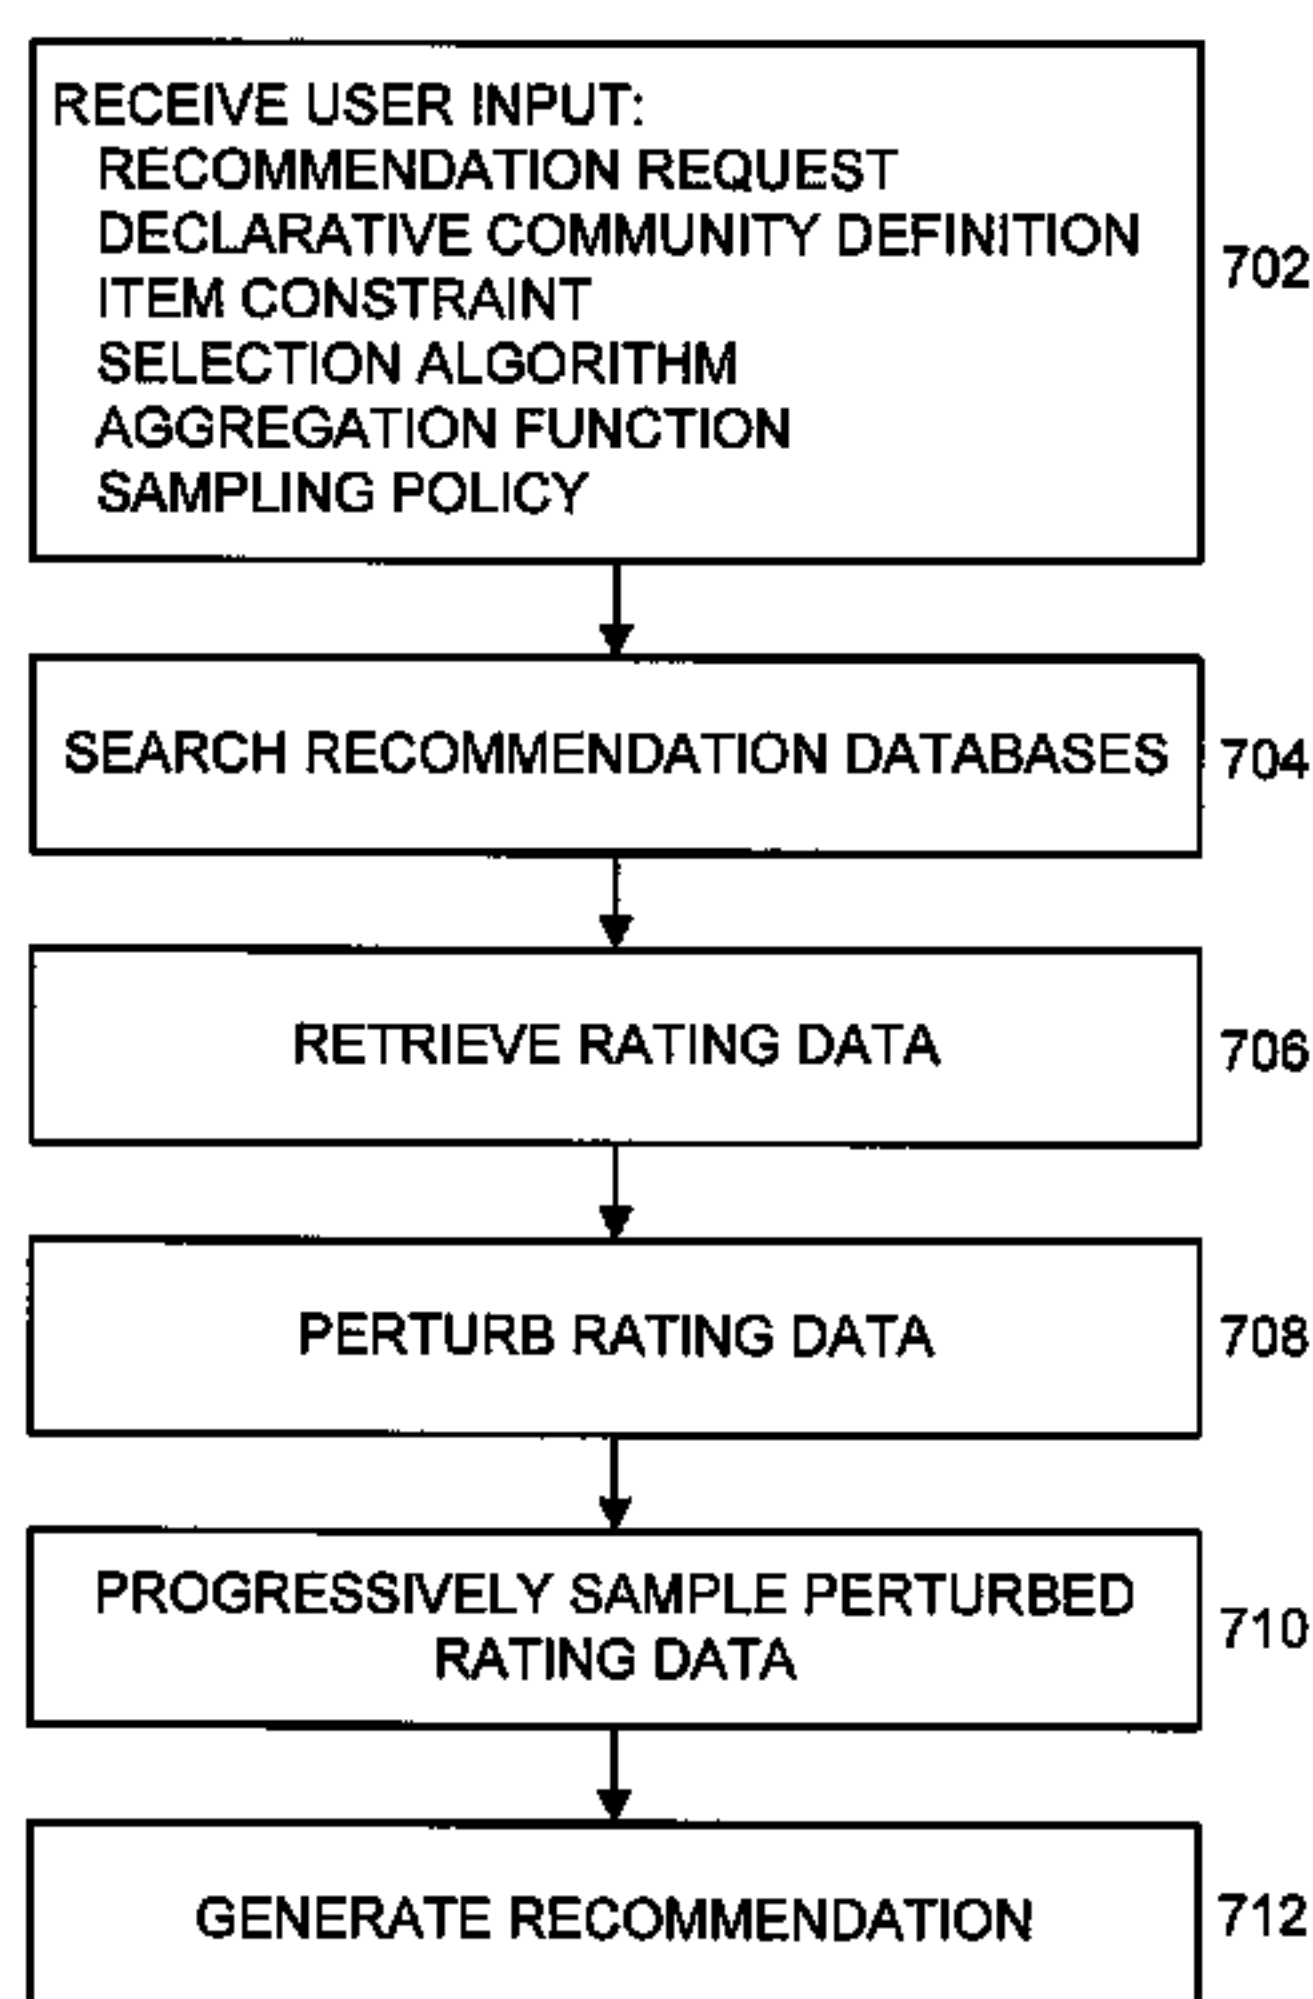 RECEIVE USER INPUT:
RECOMMENDATION REQUEST
DECLARATIVE COMMUNITY DEFINITION
ITEM CONSTRAINT
SELECTION ALGORITHM
AGGREGATION FUNCTION
SAMPLING POLICY
702
SEARCH RECOMMENDATION DATABASES
704
RETRIEVE RATING DATA
706
PERTURB RATING DATA
708
PROGRESSIVELY SAMPLE PERTURBED
RATING DATA
710
GENERATE RECOMMENDATION
712